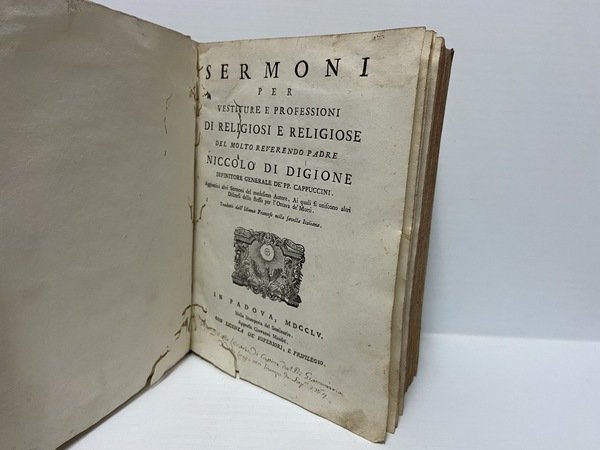 SERMONI
PER
VESTITURE E PROFESSIONI
DI RELIGIOSI E RELIGIOSE
DEL MOLTO REVERENDO PADRE
NICCOLO DI DIGIONE
DIFINITORE GENERALE DE' PP. CAPPUCCINI.
Aggiuntivi altri Sermoni del medesimo Autore, Ai quali si uniscono altri
Discorsi dello stesso per l'Ottava de' Morti.
Tradotti dall' Idioma Francese nella favella Italiana.
IN PADOVA, MDCCLV.
Nella Stamperia del Seminario.
Appresso Giovanni Manfrè.
CON LICENZA DE' SUPERIORI, E PRIVILEGIO.